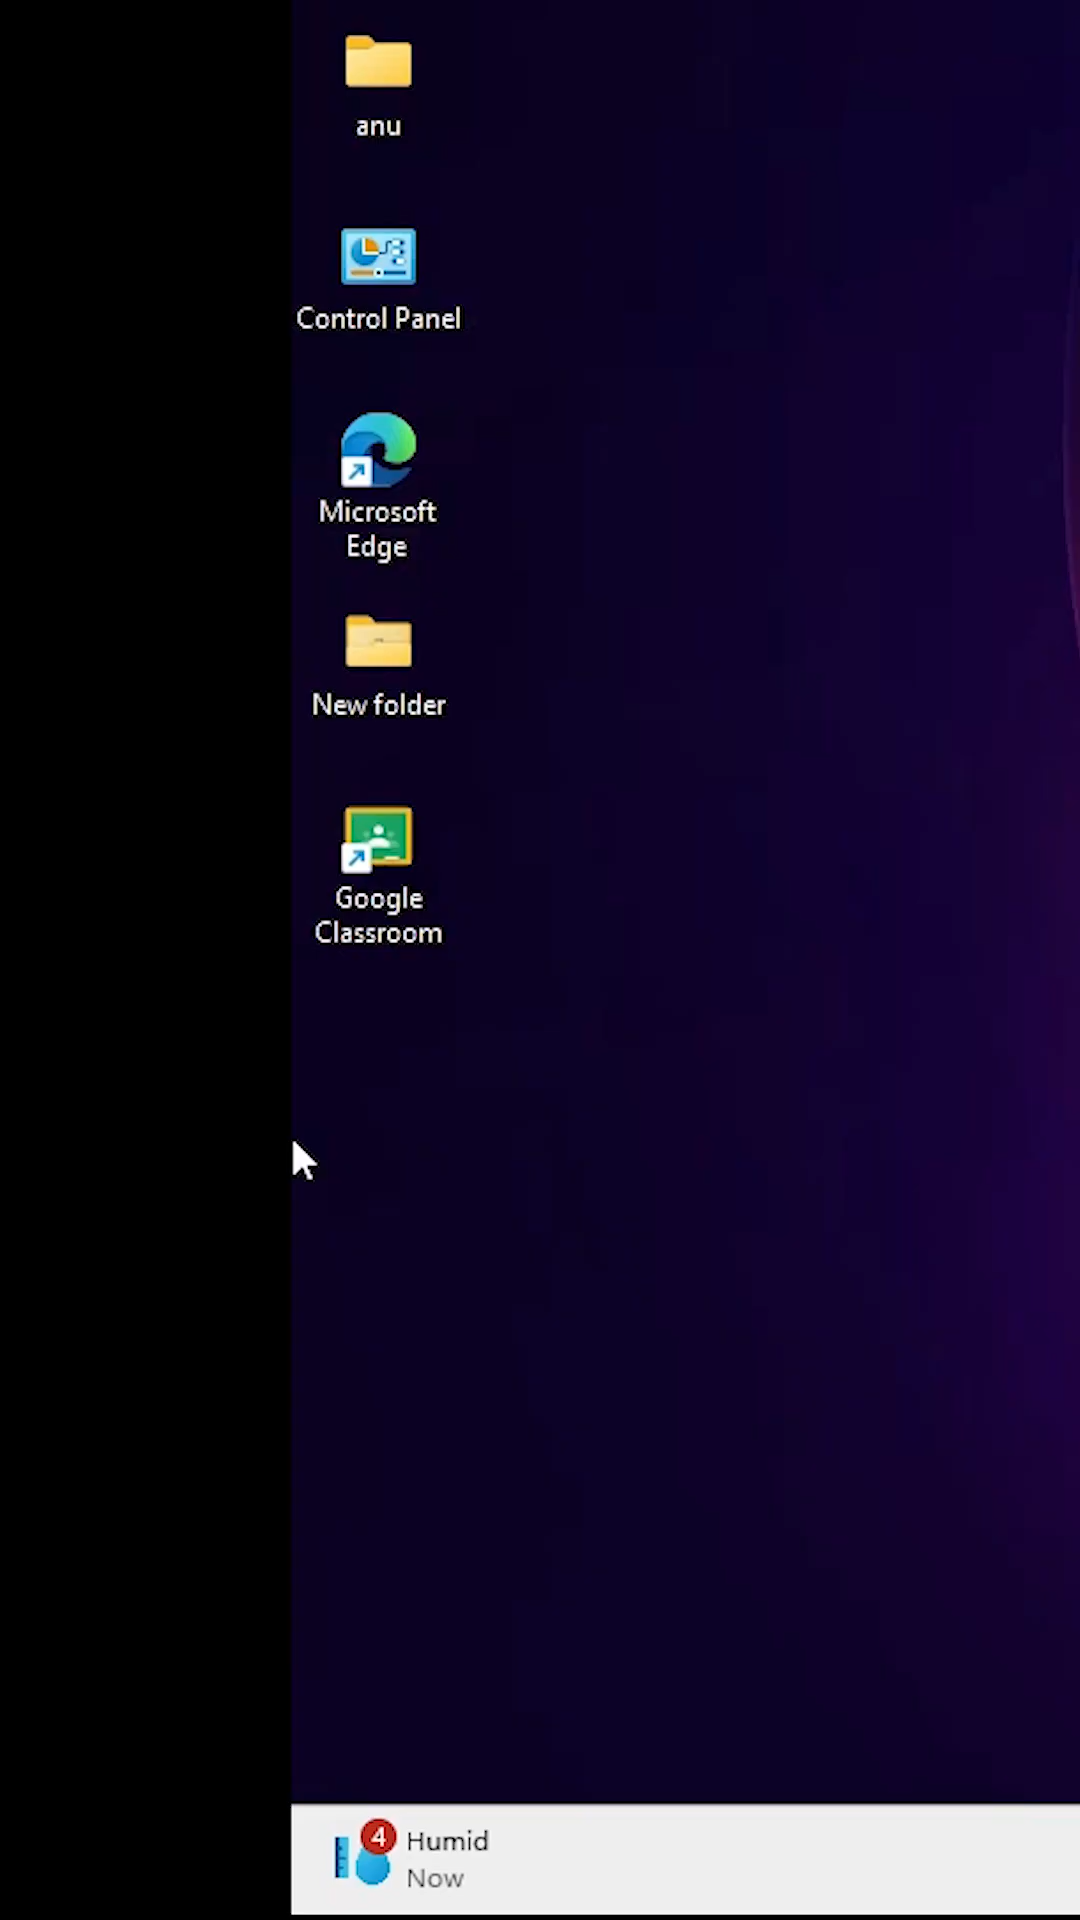 anu
Control Panel
Microsoft
Edge
New folder
Google
Classroom
4
Humid
Now